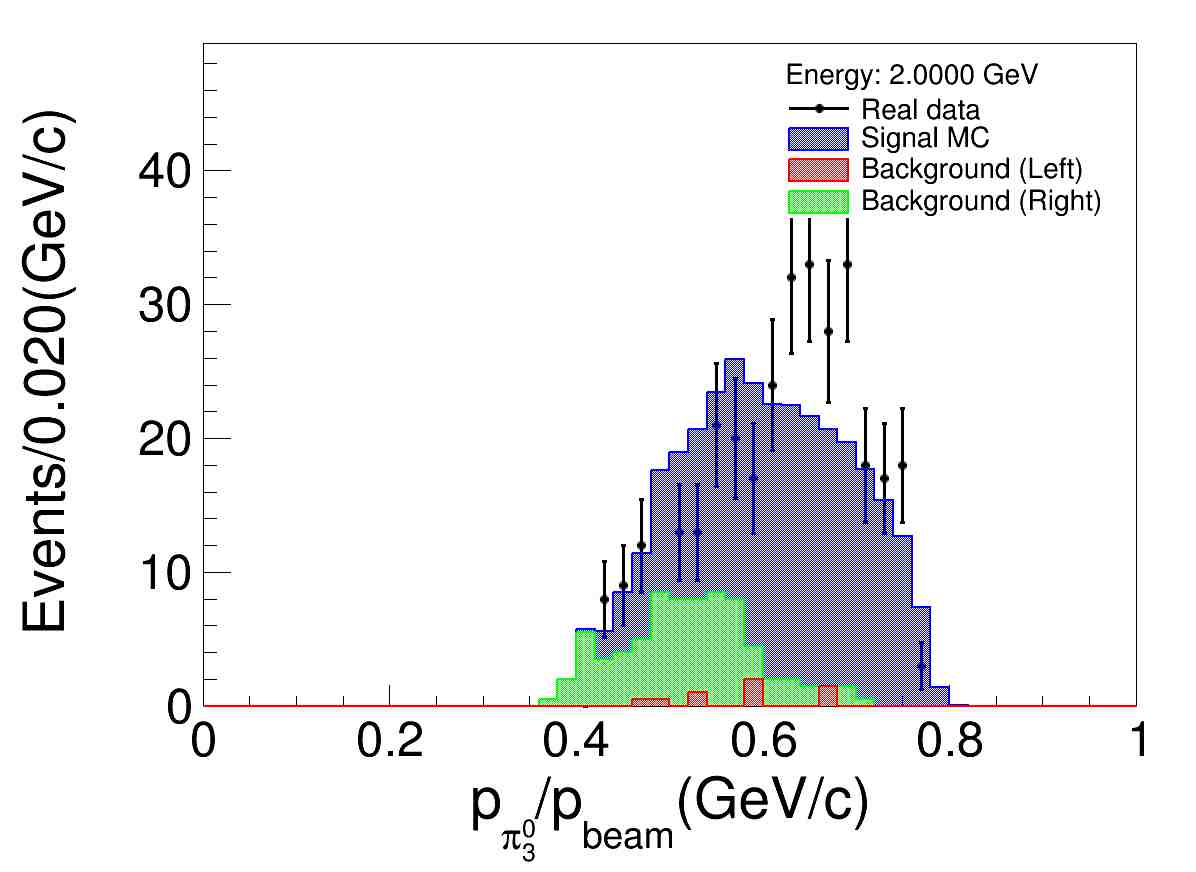 Energy: 2.0000 GeV
Real data
Signal MC
Background (Left)
Background (Right)
Events/0.020(GeV/c)
40
30
20
10
0
0 0.2 0.4 0.6 0.8 1
p_{π^0_3}/p_{beam}(GeV/c)